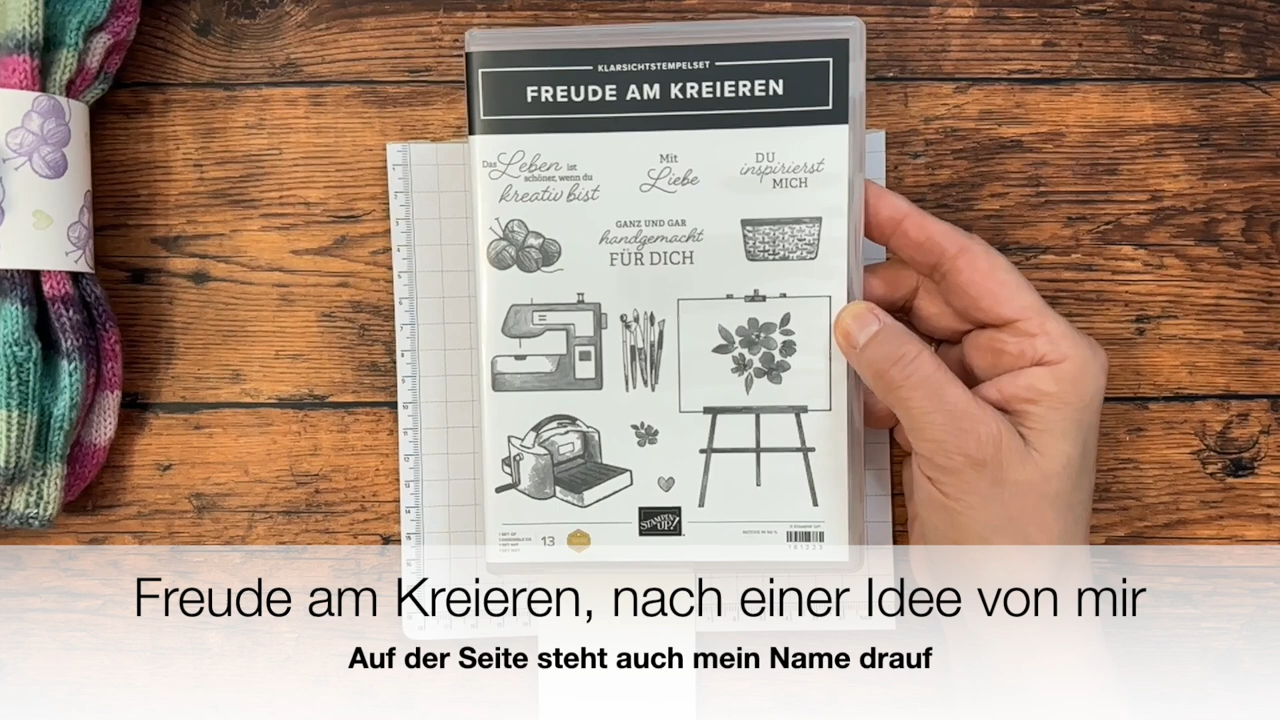 KLARSICHTSTEMPELSET
FREUDE AM KREIEREN
Das Leben ist
schöner, wenn du
kreativ bist
Mit
Liebe
DU
inspirierst
MICH
GANZ UND GAR
handgemacht
FÜR DICH
STAMPIN' UP!
13
Freude am Kreieren, nach einer Idee von mir
Auf der Seite steht auch mein Name drauf